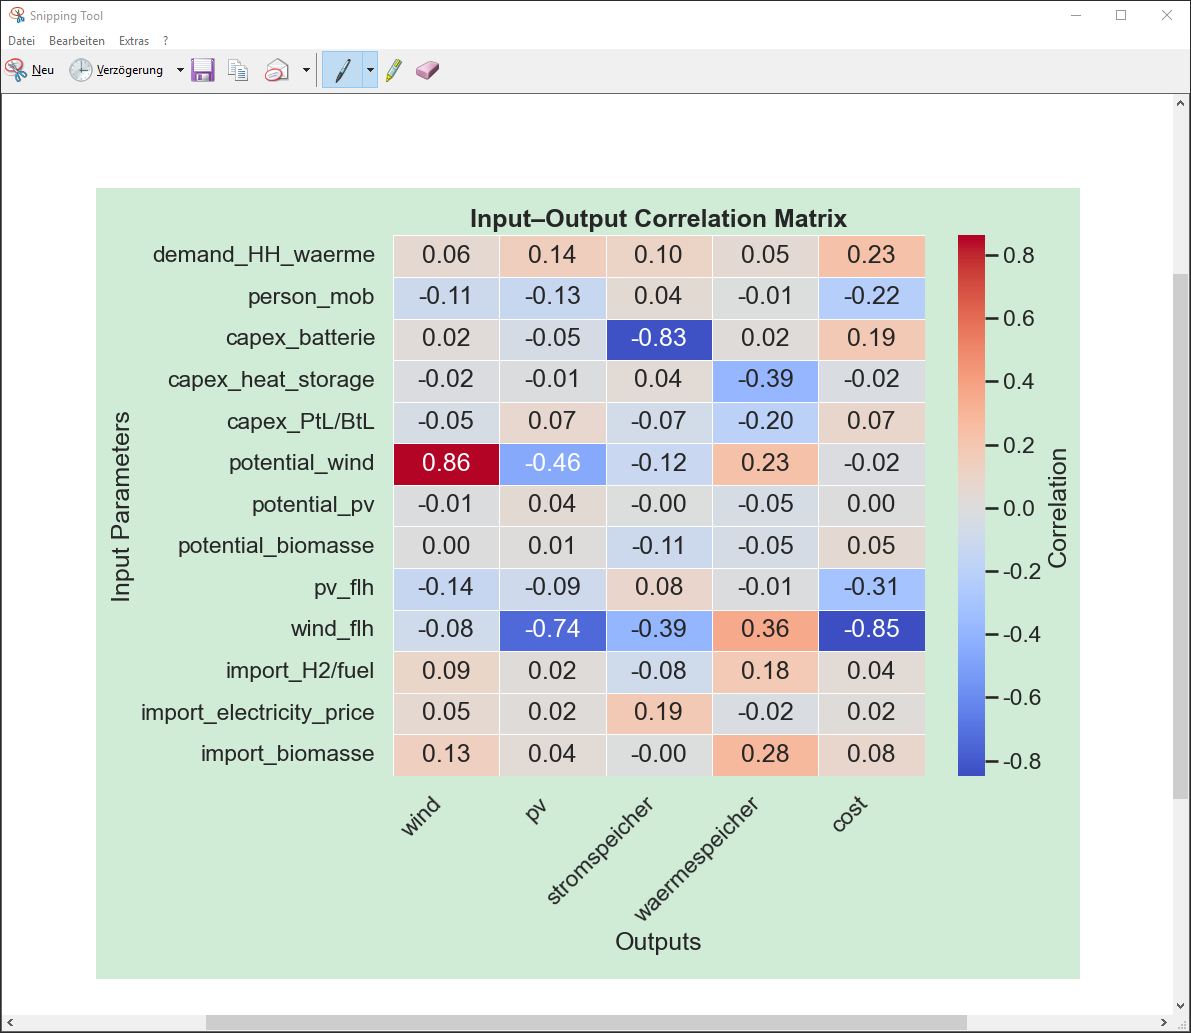 Snipping Tool
Datei Bearbeiten Extras ?
Neu Verzögerung
Input–Output Correlation Matrix
demand_HH_waerme 0.06 0.14 0.10 0.05 0.23
person_mob -0.11 -0.13 0.04 -0.01 -0.22
capex_batterie 0.02 -0.05 -0.83 0.02 0.19
capex_heat_storage -0.02 -0.01 0.04 -0.39 -0.02
capex_PtL/BtL -0.05 0.07 -0.07 -0.20 0.07
potential_wind 0.86 -0.46 -0.12 0.23 -0.02
potential_pv -0.01 0.04 -0.00 -0.05 0.00
potential_biomasse 0.00 0.01 -0.11 -0.05 0.05
pv_flh -0.14 -0.09 0.08 -0.01 -0.31
wind_flh -0.08 -0.74 -0.39 0.36 -0.85
import_H2/fuel 0.09 0.02 -0.08 0.18 0.04
import_electricity_price 0.05 0.02 0.19 -0.02 0.02
import_biomasse 0.13 0.04 -0.00 0.28 0.08
Input Parameters
wind pv stromspeicher waermespeicher cost
Outputs
0.8
0.6
0.4
0.2
0.0
-0.2
-0.4
-0.6
-0.8
Correlation